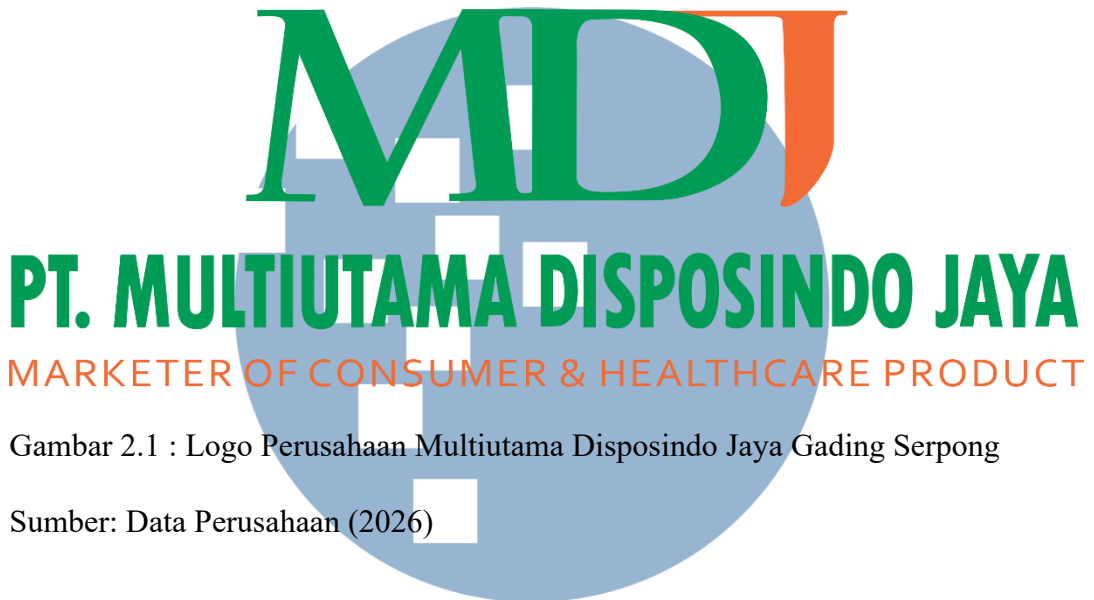 MDJ
PT. MULTIUTAMA DISPOSINDO JAYA
MARKETER OF CONSUMER & HEALTHCARE PRODUCT
Gambar 2.1 : Logo Perusahaan Multiutama Disposindo Jaya Gading Serpong
Sumber: Data Perusahaan (2026)